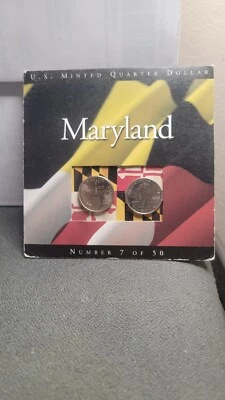 U.S. Minted Quarter Dollar
Maryland
Number 7 of 50